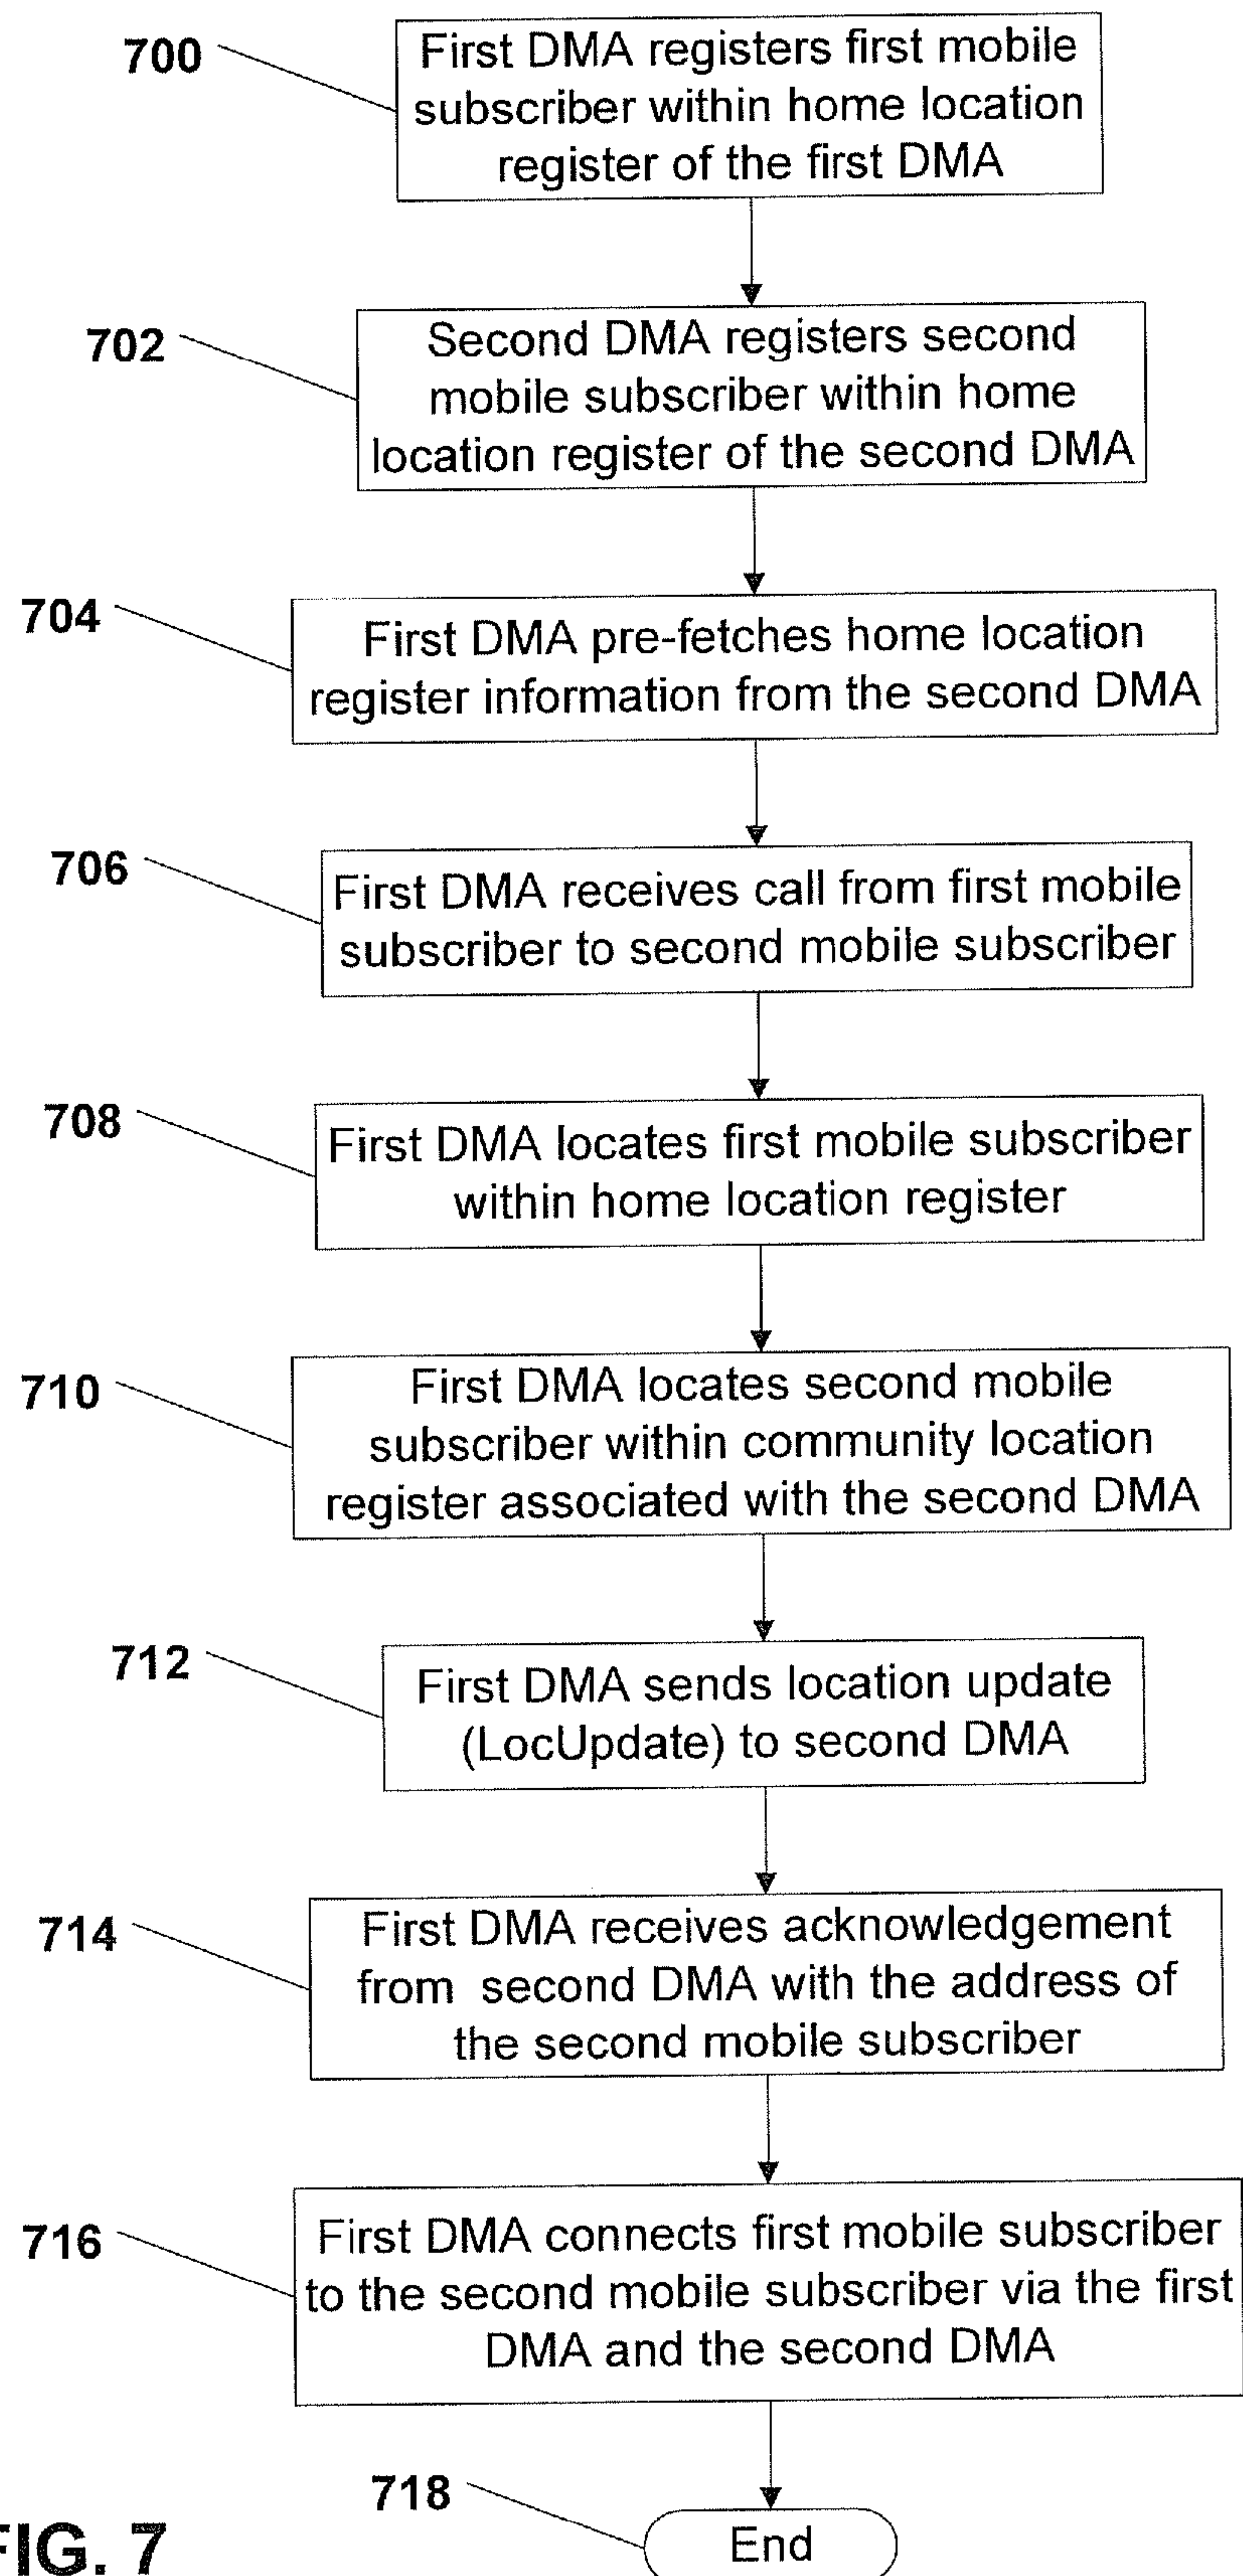 700
First DMA registers first mobile
subscriber within home location
register of the first DMA
702
Second DMA registers second
mobile subscriber within home
location register of the second DMA
704
First DMA pre-fetches home location
register information from the second DMA
706
First DMA receives call from first mobile
subscriber to second mobile subscriber
708
First DMA locates first mobile subscriber
within home location register
710
First DMA locates second mobile
subscriber within community location
register associated with the second DMA
712
First DMA sends location update
(LocUpdate) to second DMA
714
First DMA receives acknowledgement
from second DMA with the address of
the second mobile subscriber
716
First DMA connects first mobile subscriber
to the second mobile subscriber via the first
DMA and the second DMA
718
End
FIG. 7